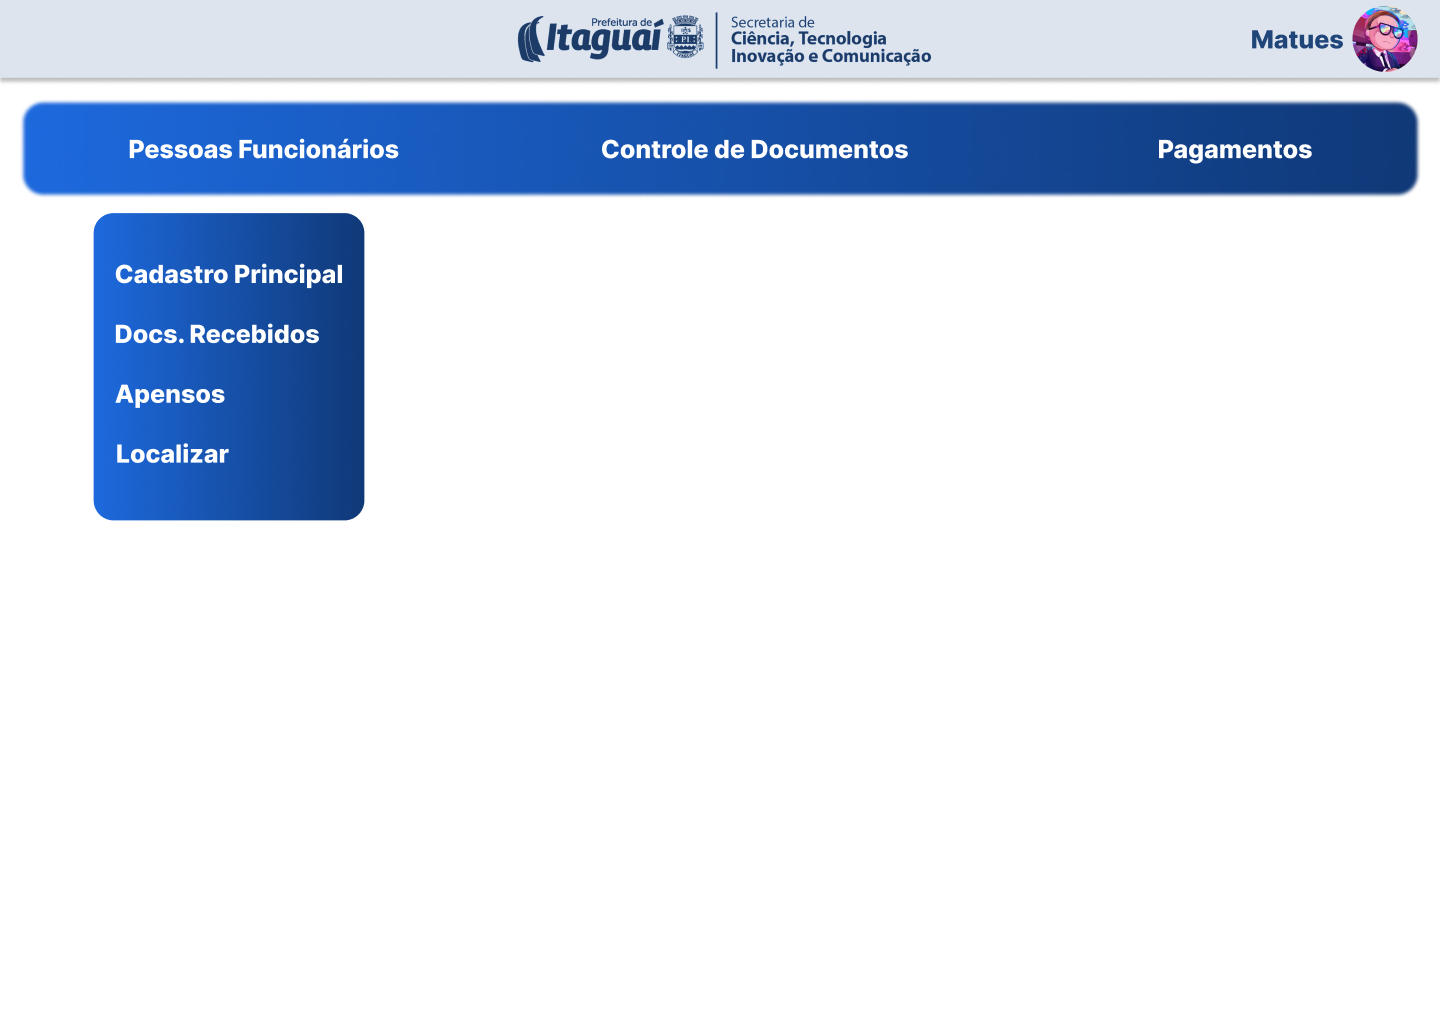 Prefeitura de
Itaguaí
Secretaria de
Ciência, Tecnologia
Inovação e Comunicação
Matues
Pessoas Funcionários
Controle de Documentos
Pagamentos
Cadastro Principal
Docs. Recebidos
Apensos
Localizar